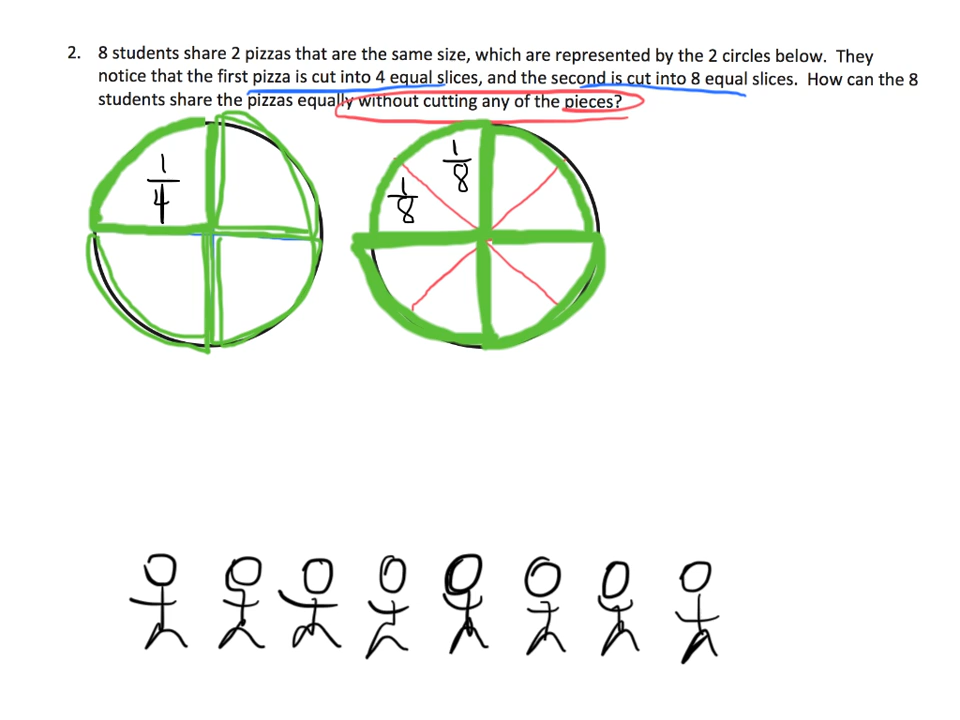 2. 8 students share 2 pizzas that are the same size, which are represented by the 2 circles below. They
notice that the first pizza is cut into 4 equal slices, and the second is cut into 8 equal slices. How can the 8
students share the pizzas equally without cutting any of the pieces?
1/4
1/8
1/8